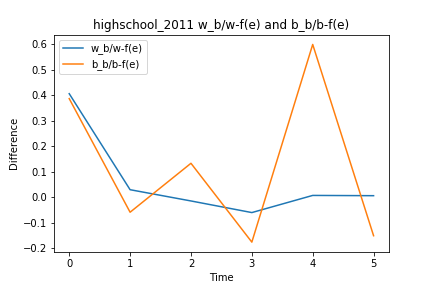 highschool_2011 w_b/w-f(e) and b_b/b-f(e)
w_b/w-f(e)
b_b/b-f(e)
Difference
0.6
0.5
0.4
0.3
0.2
0.1
0.0
−0.1
−0.2
0 1 2 3 4 5
Time